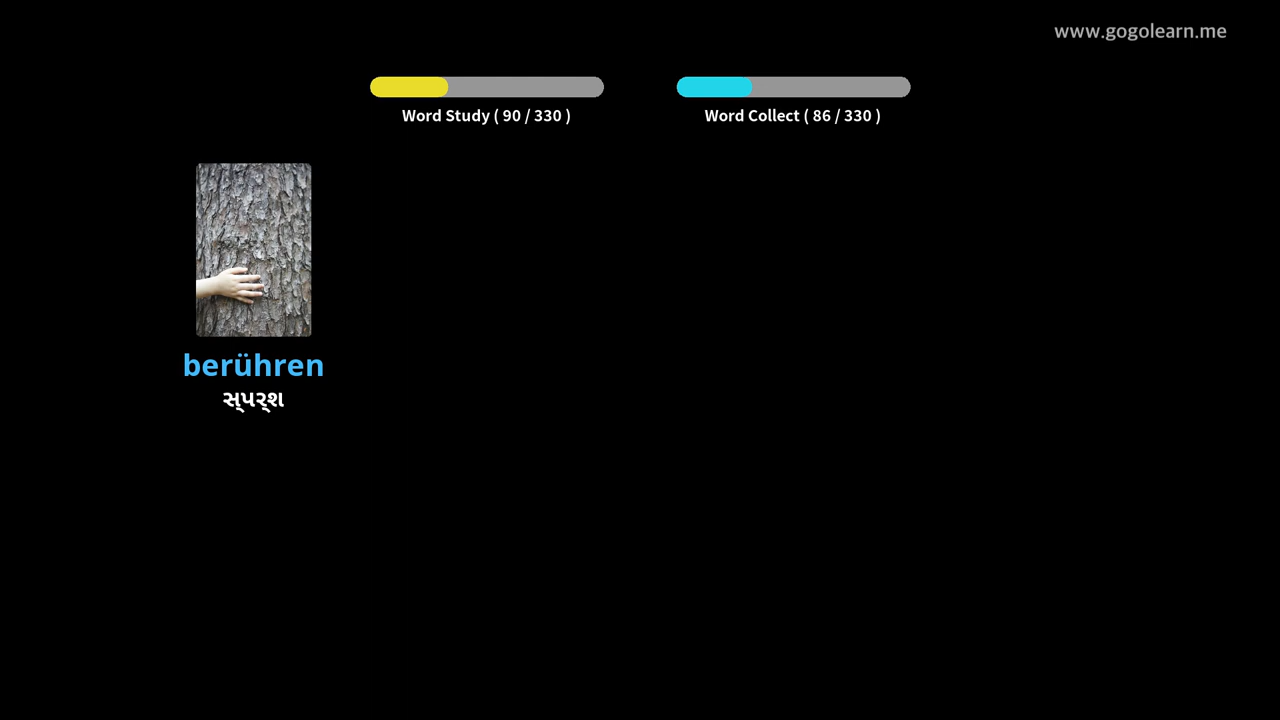 www.gogolearn.me
Word Study ( 90 / 330 )
Word Collect ( 86 / 330 )
berühren
સ્પર્શ